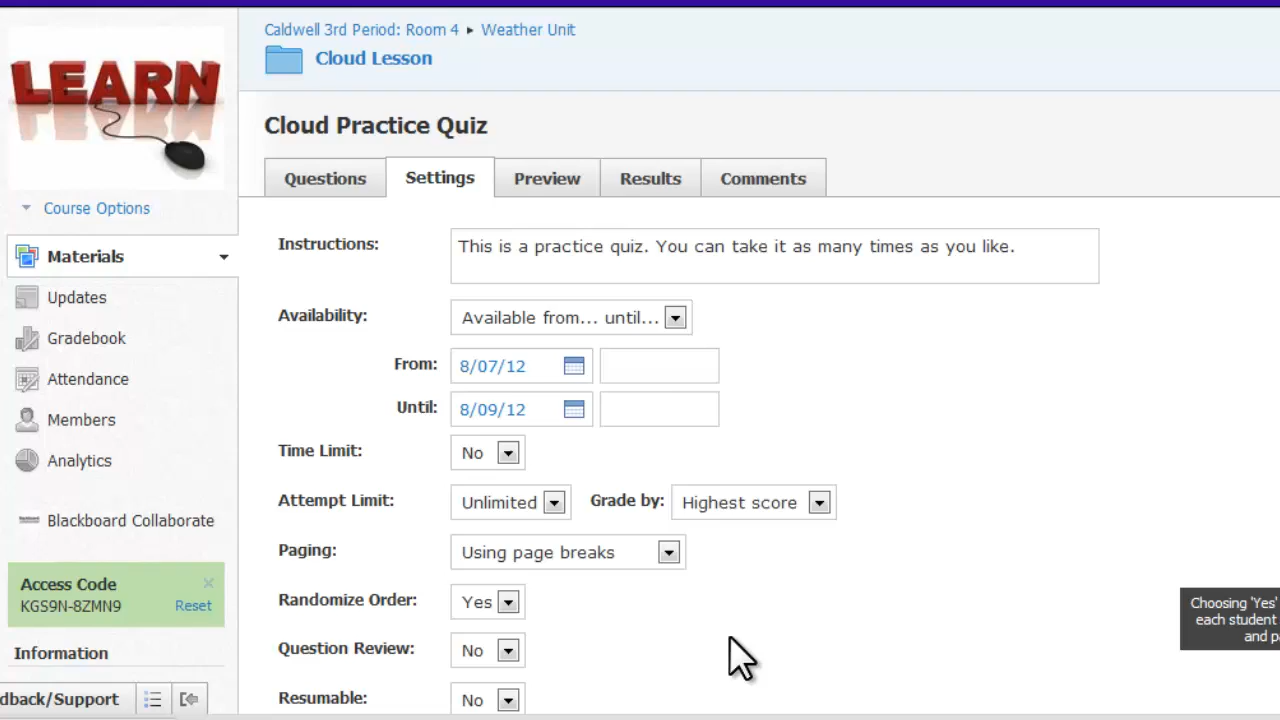 LEARN
Course Options
Materials
Updates
Gradebook
Attendance
Members
Analytics
Blackboard Collaborate
Access Code
KGS9N-8ZMN9 Reset
Information
dback/Support
Caldwell 3rd Period: Room 4 ▸ Weather Unit
Cloud Lesson
Cloud Practice Quiz
Questions Settings Preview Results Comments
Instructions: This is a practice quiz. You can take it as many times as you like.
Availability: Available from... until...
From: 8/07/12
Until: 8/09/12
Time Limit: No
Attempt Limit: Unlimited Grade by: Highest score
Paging: Using page breaks
Randomize Order: Yes
Question Review: No
Resumable: No
Choosing 'Yes'
each student
and p